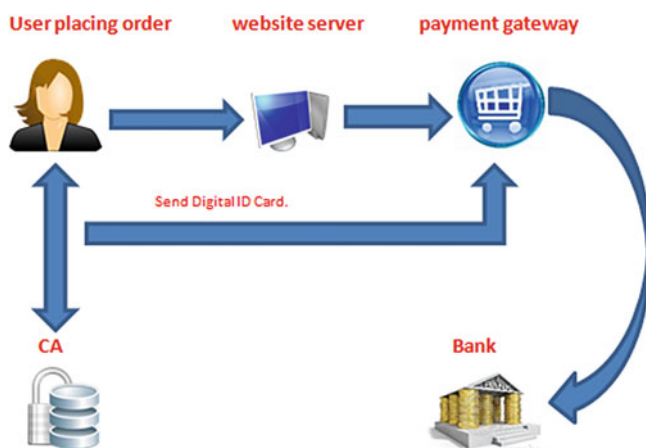 User placing order
website server
payment gateway
Send Digital ID Card.
CA
Bank